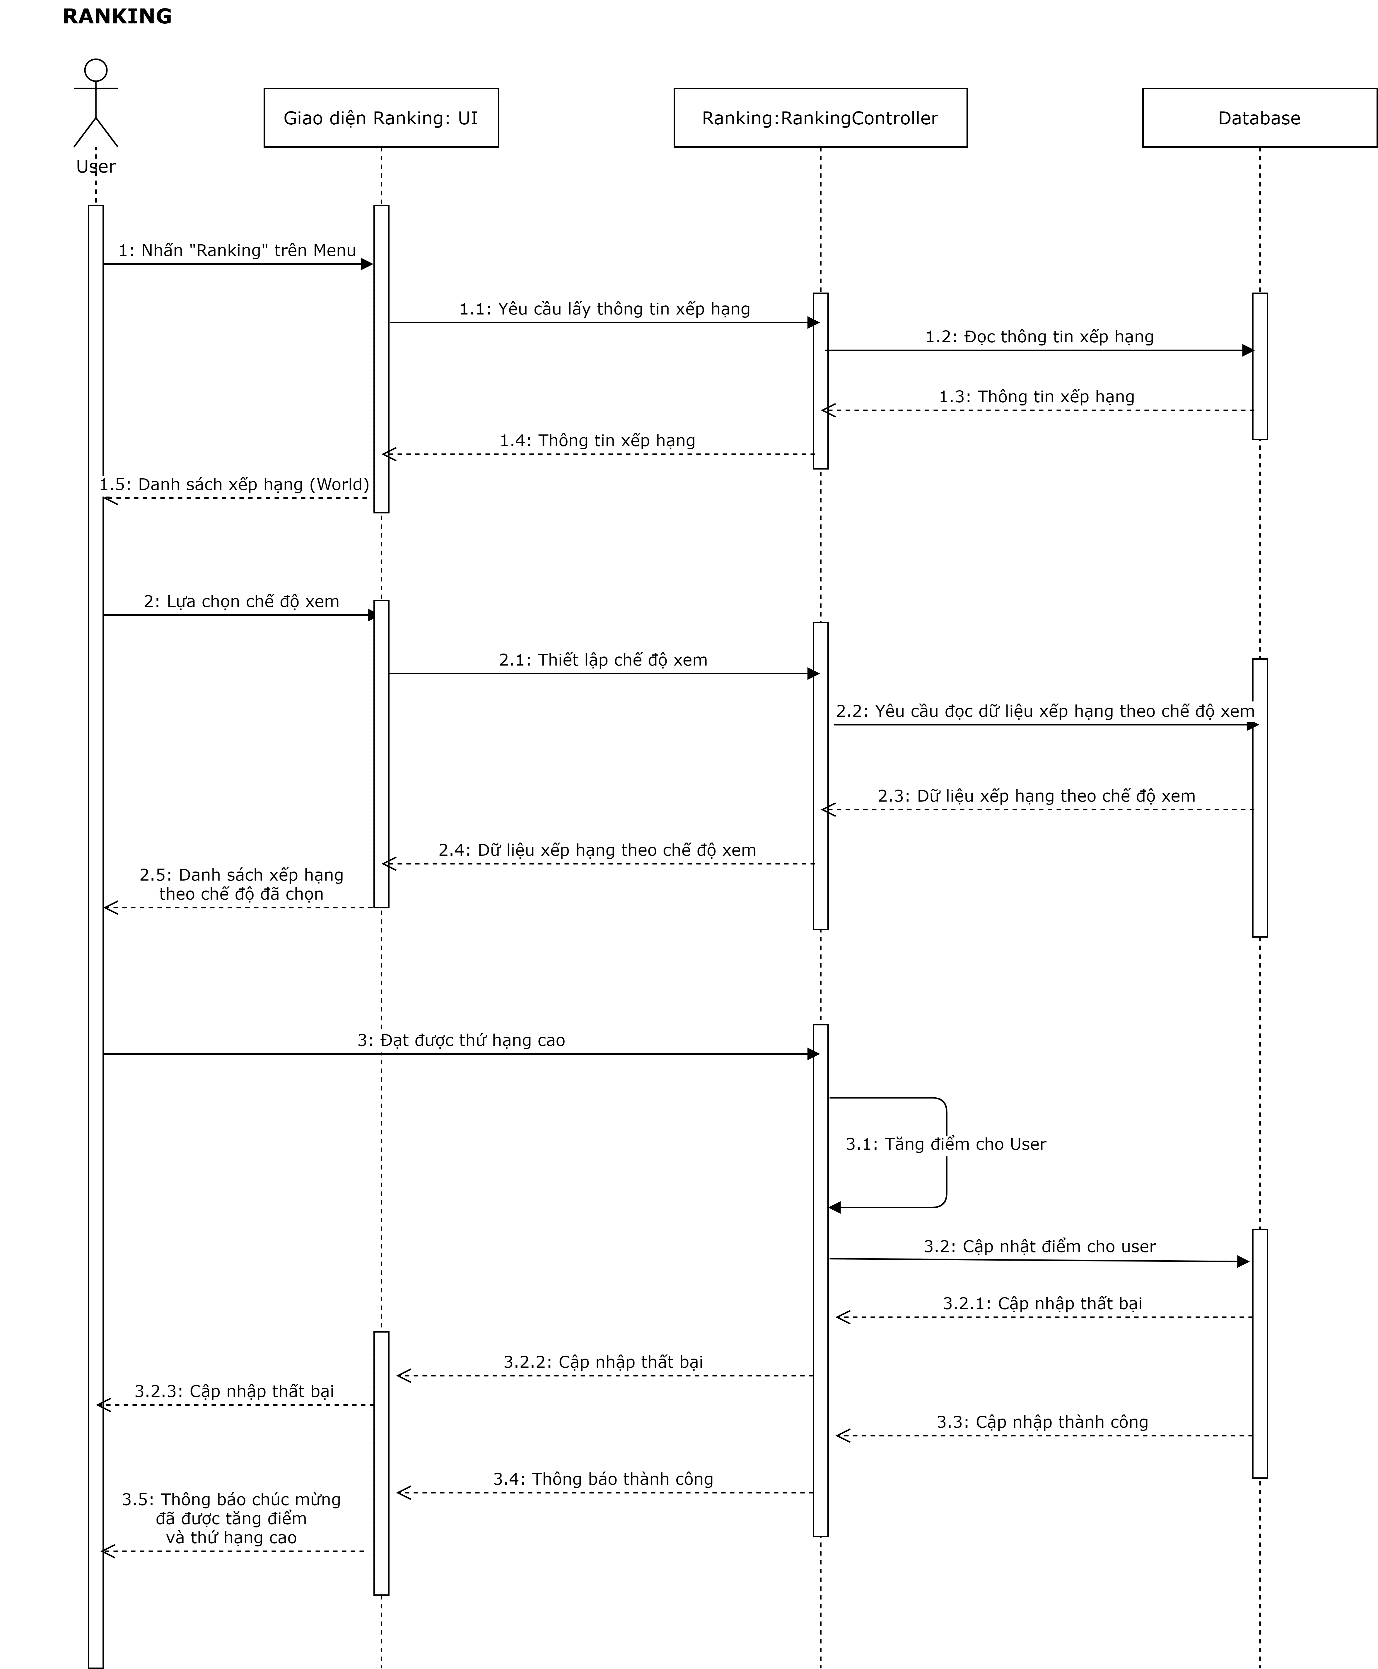 RANKING
User
Giao diện Ranking: UI
Ranking:RankingController
Database
1: Nhấn "Ranking" trên Menu
1.1: Yêu cầu lấy thông tin xếp hạng
1.2: Đọc thông tin xếp hạng
1.3: Thông tin xếp hạng
1.4: Thông tin xếp hạng
1.5: Danh sách xếp hạng (World)
2: Lựa chọn chế độ xem
2.1: Thiết lập chế độ xem
2.2: Yêu cầu đọc dữ liệu xếp hạng theo chế độ xem
2.3: Dữ liệu xếp hạng theo chế độ xem
2.4: Dữ liệu xếp hạng theo chế độ xem
2.5: Danh sách xếp hạng
theo chế độ đã chọn
3: Đạt được thứ hạng cao
3.1: Tăng điểm cho User
3.2: Cập nhật điểm cho user
3.2.1: Cập nhập thất bại
3.2.2: Cập nhập thất bại
3.2.3: Cập nhập thất bại
3.3: Cập nhập thành công
3.4: Thông báo thành công
3.5: Thông báo chúc mừng
đã được tăng điểm
và thứ hạng cao